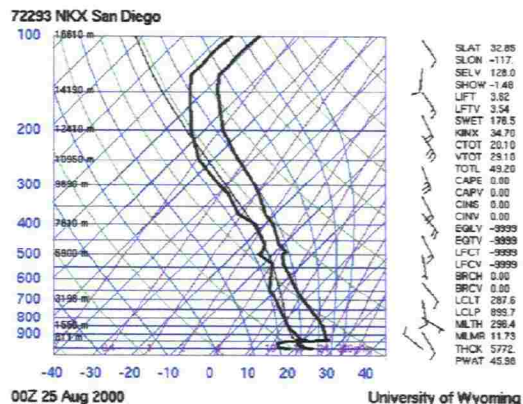 72293 NKX San Diego
100
16610 m
14190 m
200
12410 m
10950 m
300
9690 m
400
7610 m
500
5900 m
600
700
3196 m
800
900
-40 -30 -20 -10 0 10 20 30 40
SLAT 32.85
SLON -117.
SELV 128.0
SHOW -1.48
LIFT 3.62
LFTV 3.54
SWET 178.5
KINX 34.70
CTOT 20.10
VTOT 29.10
TOTL 49.20
CAPE 0.00
CAPV 0.00
CINS 0.00
CINV 0.00
EQLV -9999
EQTV -9999
LFCT -9999
LFCV -9999
BRCH 0.00
BRCV 0.00
LCLT 287.6
LCLP 899.7
MLTH 296.4
MLMR 11.73
THCK 5772.
PWAT 45.98
00Z 25 Aug 2000
University of Wyoming